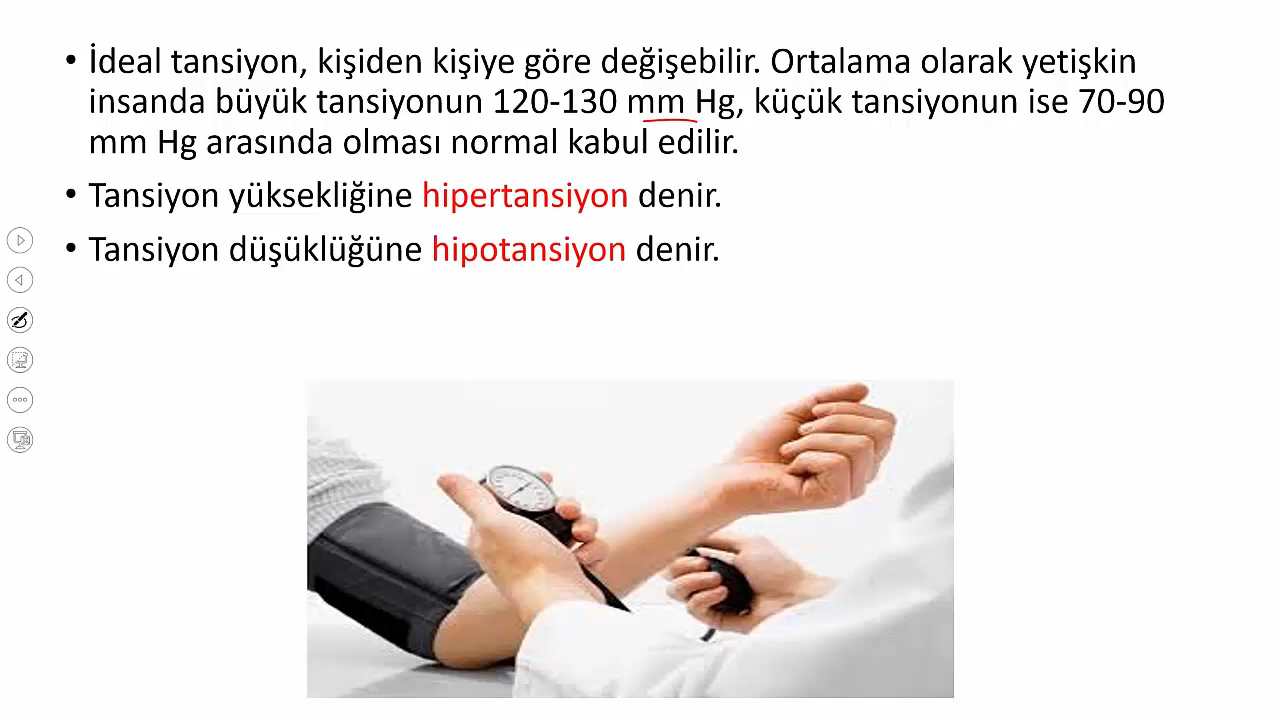 • İdeal tansiyon, kişiden kişiye göre değişebilir. Ortalama olarak yetişkin
insanda büyük tansiyonun 120-130 mm Hg, küçük tansiyonun ise 70-90
mm Hg arasında olması normal kabul edilir.
• Tansiyon yüksekliğine hipertansiyon denir.
• Tansiyon düşüklüğüne hipotansiyon denir.